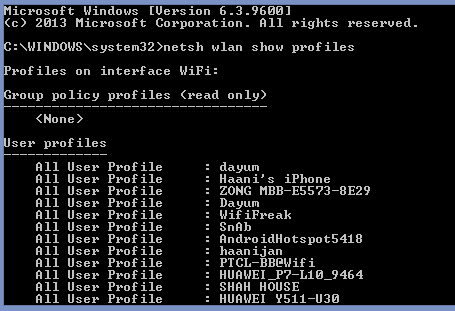 Microsoft Windows [Version 6.3.9600]
(c) 2013 Microsoft Corporation. All rights reserved.
C:\WINDOWS\system32>netsh wlan show profiles
Profiles on interface WiFi:
Group policy profiles (read only)
---------------------------------
<None>
User profiles
-------------
All User Profile : dayum
All User Profile : Haani's iPhone
All User Profile : ZONG MBB-E5573-8E29
All User Profile : Dayum
All User Profile : WifiFreak
All User Profile : SnAb
All User Profile : AndroidHotspot5418
All User Profile : haanijan
All User Profile : PTCL-BB@Wifi
All User Profile : HUAWEI_P7-L10_9464
All User Profile : SHAH HOUSE
All User Profile : HUAWEI Y511-U30